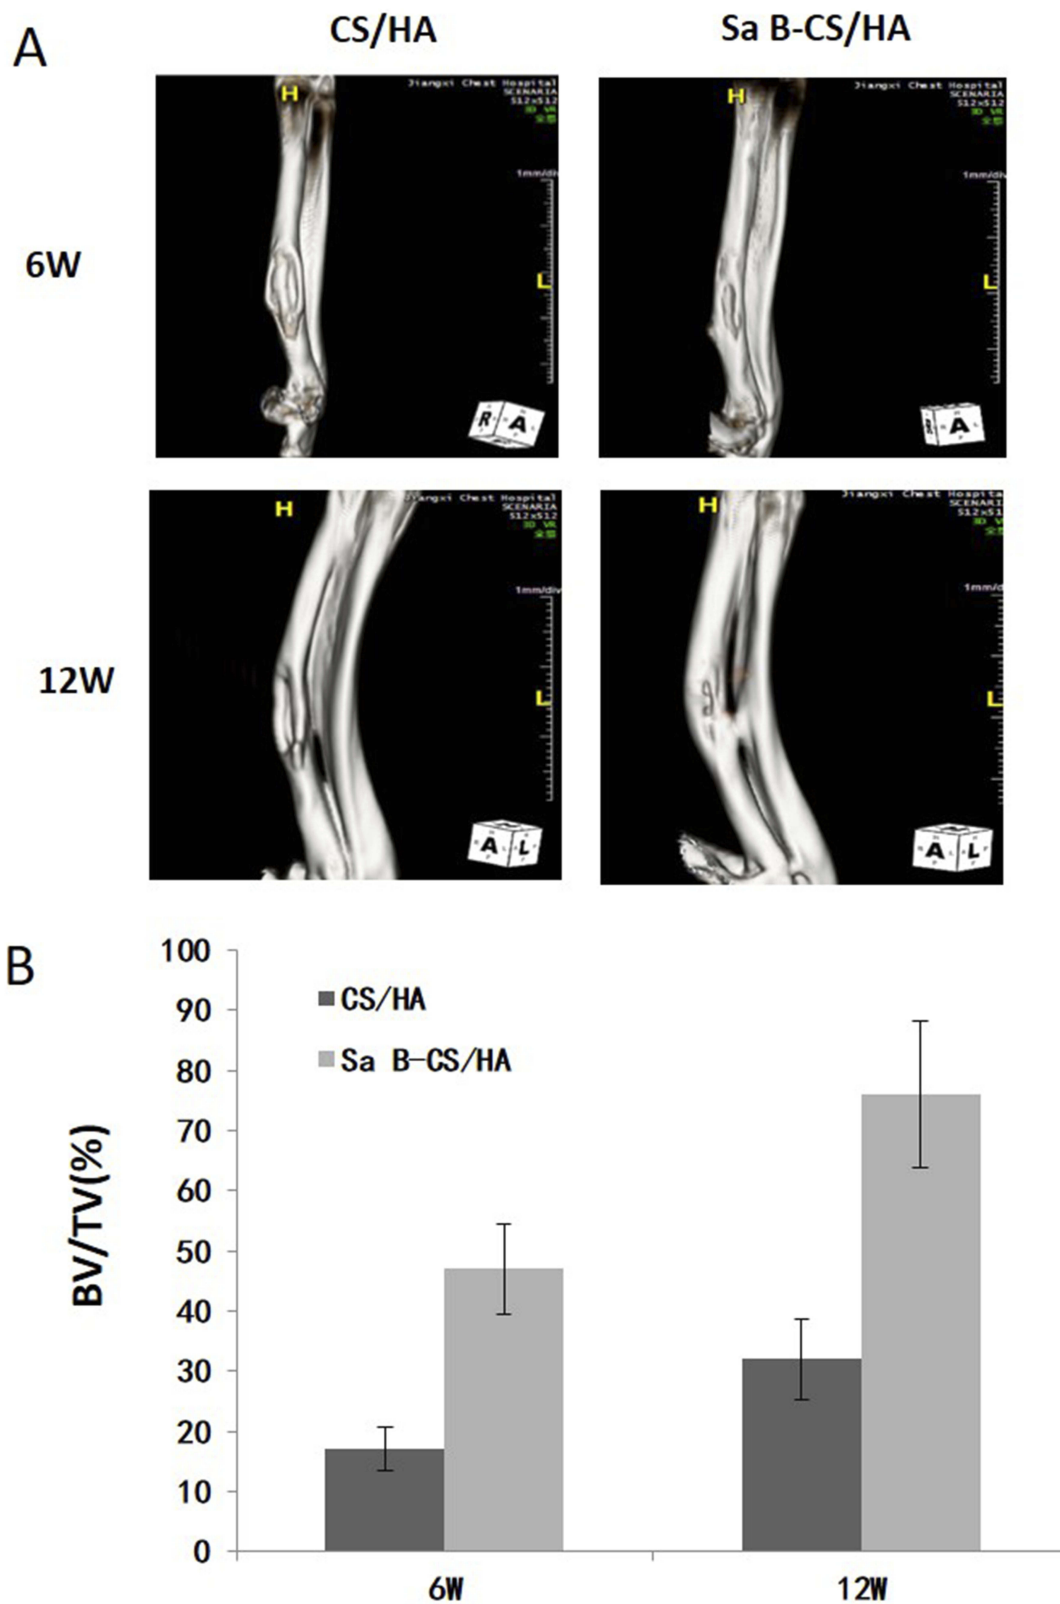 A
CS/HA
Sa B-CS/HA
6W
H
Jiangxi Chest Hospital
SCENARIA
512x512
3D VR
1mm/div
L
R A
H
Jiangxi Chest Hospital
SCENARIA
512x512
3D VR
1mm/div
L
A
12W
H
Jiangxi Chest Hospital
SCENARIA
512x512
3D VR
1mm/div
L
A L
H
Jiangxi Chest Hospital
SCENARIA
512x512
3D VR
1mm/div
L
A L
B
BV/TV(%)
100
90
80
70
60
50
40
30
20
10
0
CS/HA
Sa B-CS/HA
6W
12W